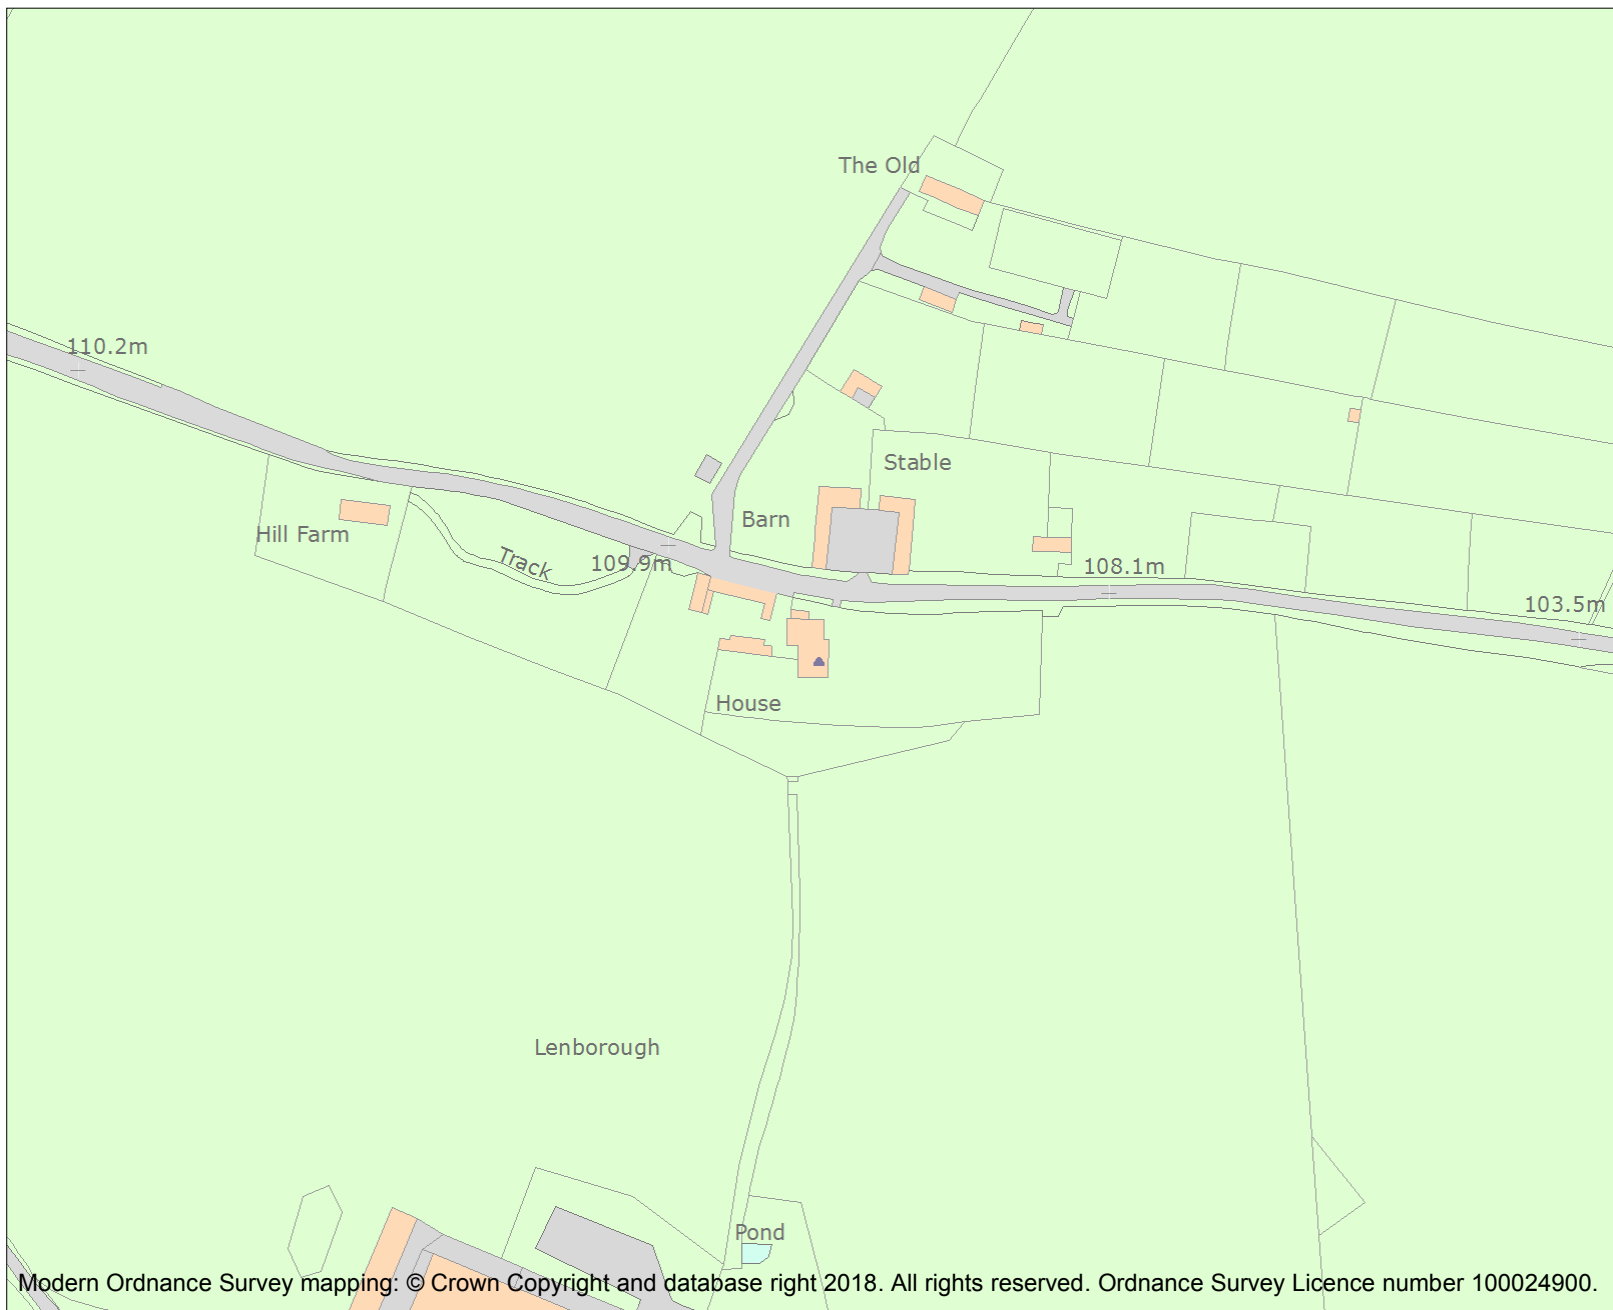 The Old
110.2m
Stable
Barn
Hill Farm
Track
109.9m
108.1m
103.5m
House
Lenborough
Pond
Modern Ordnance Survey mapping: © Crown Copyright and database right 2018. All rights reserved. Ordnance Survey Licence number 100024900.